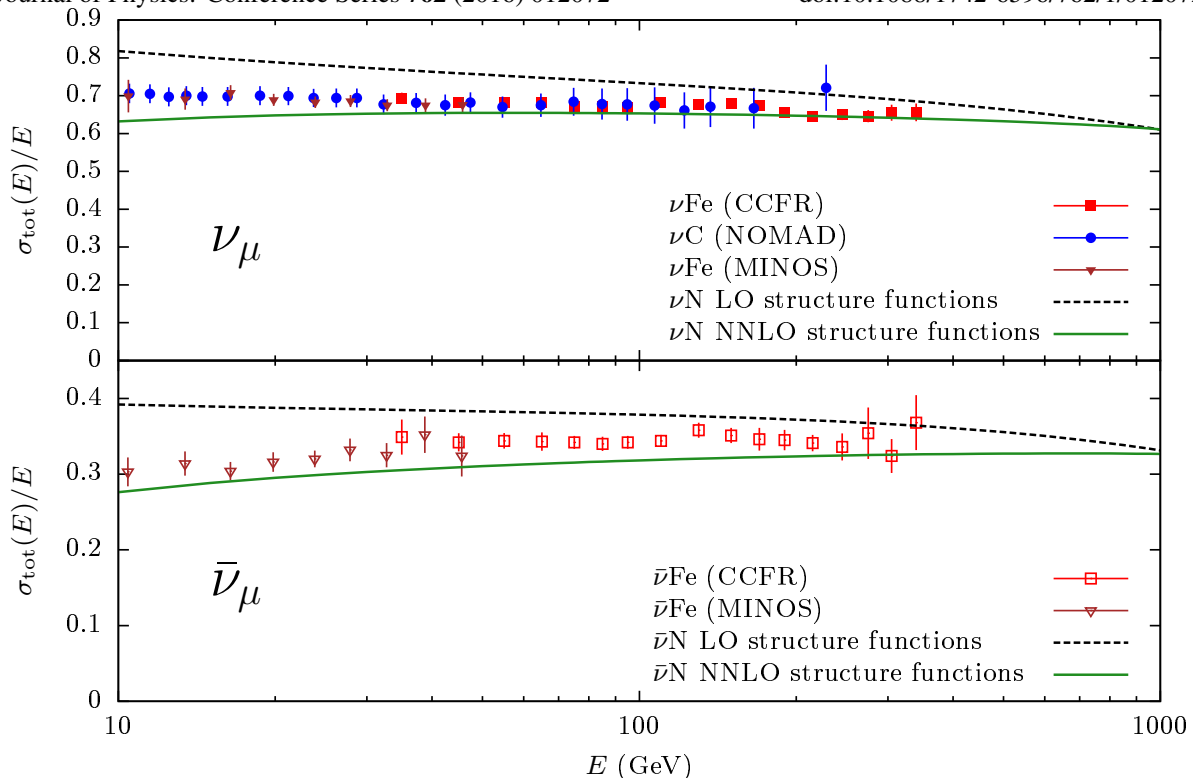 0.9
0.8
0.7
0.6
0.5
0.4
0.3
0.2
0.1
0
σtot(E)/E
νμ
νFe (CCFR)
νC (NOMAD)
νFe (MINOS)
νN LO structure functions
νN NNLO structure functions
0.4
0.3
0.2
0.1
0
σtot(E)/E
ν̄μ
ν̄Fe (CCFR)
ν̄Fe (MINOS)
ν̄N LO structure functions
ν̄N NNLO structure functions
10
100
1000
E (GeV)